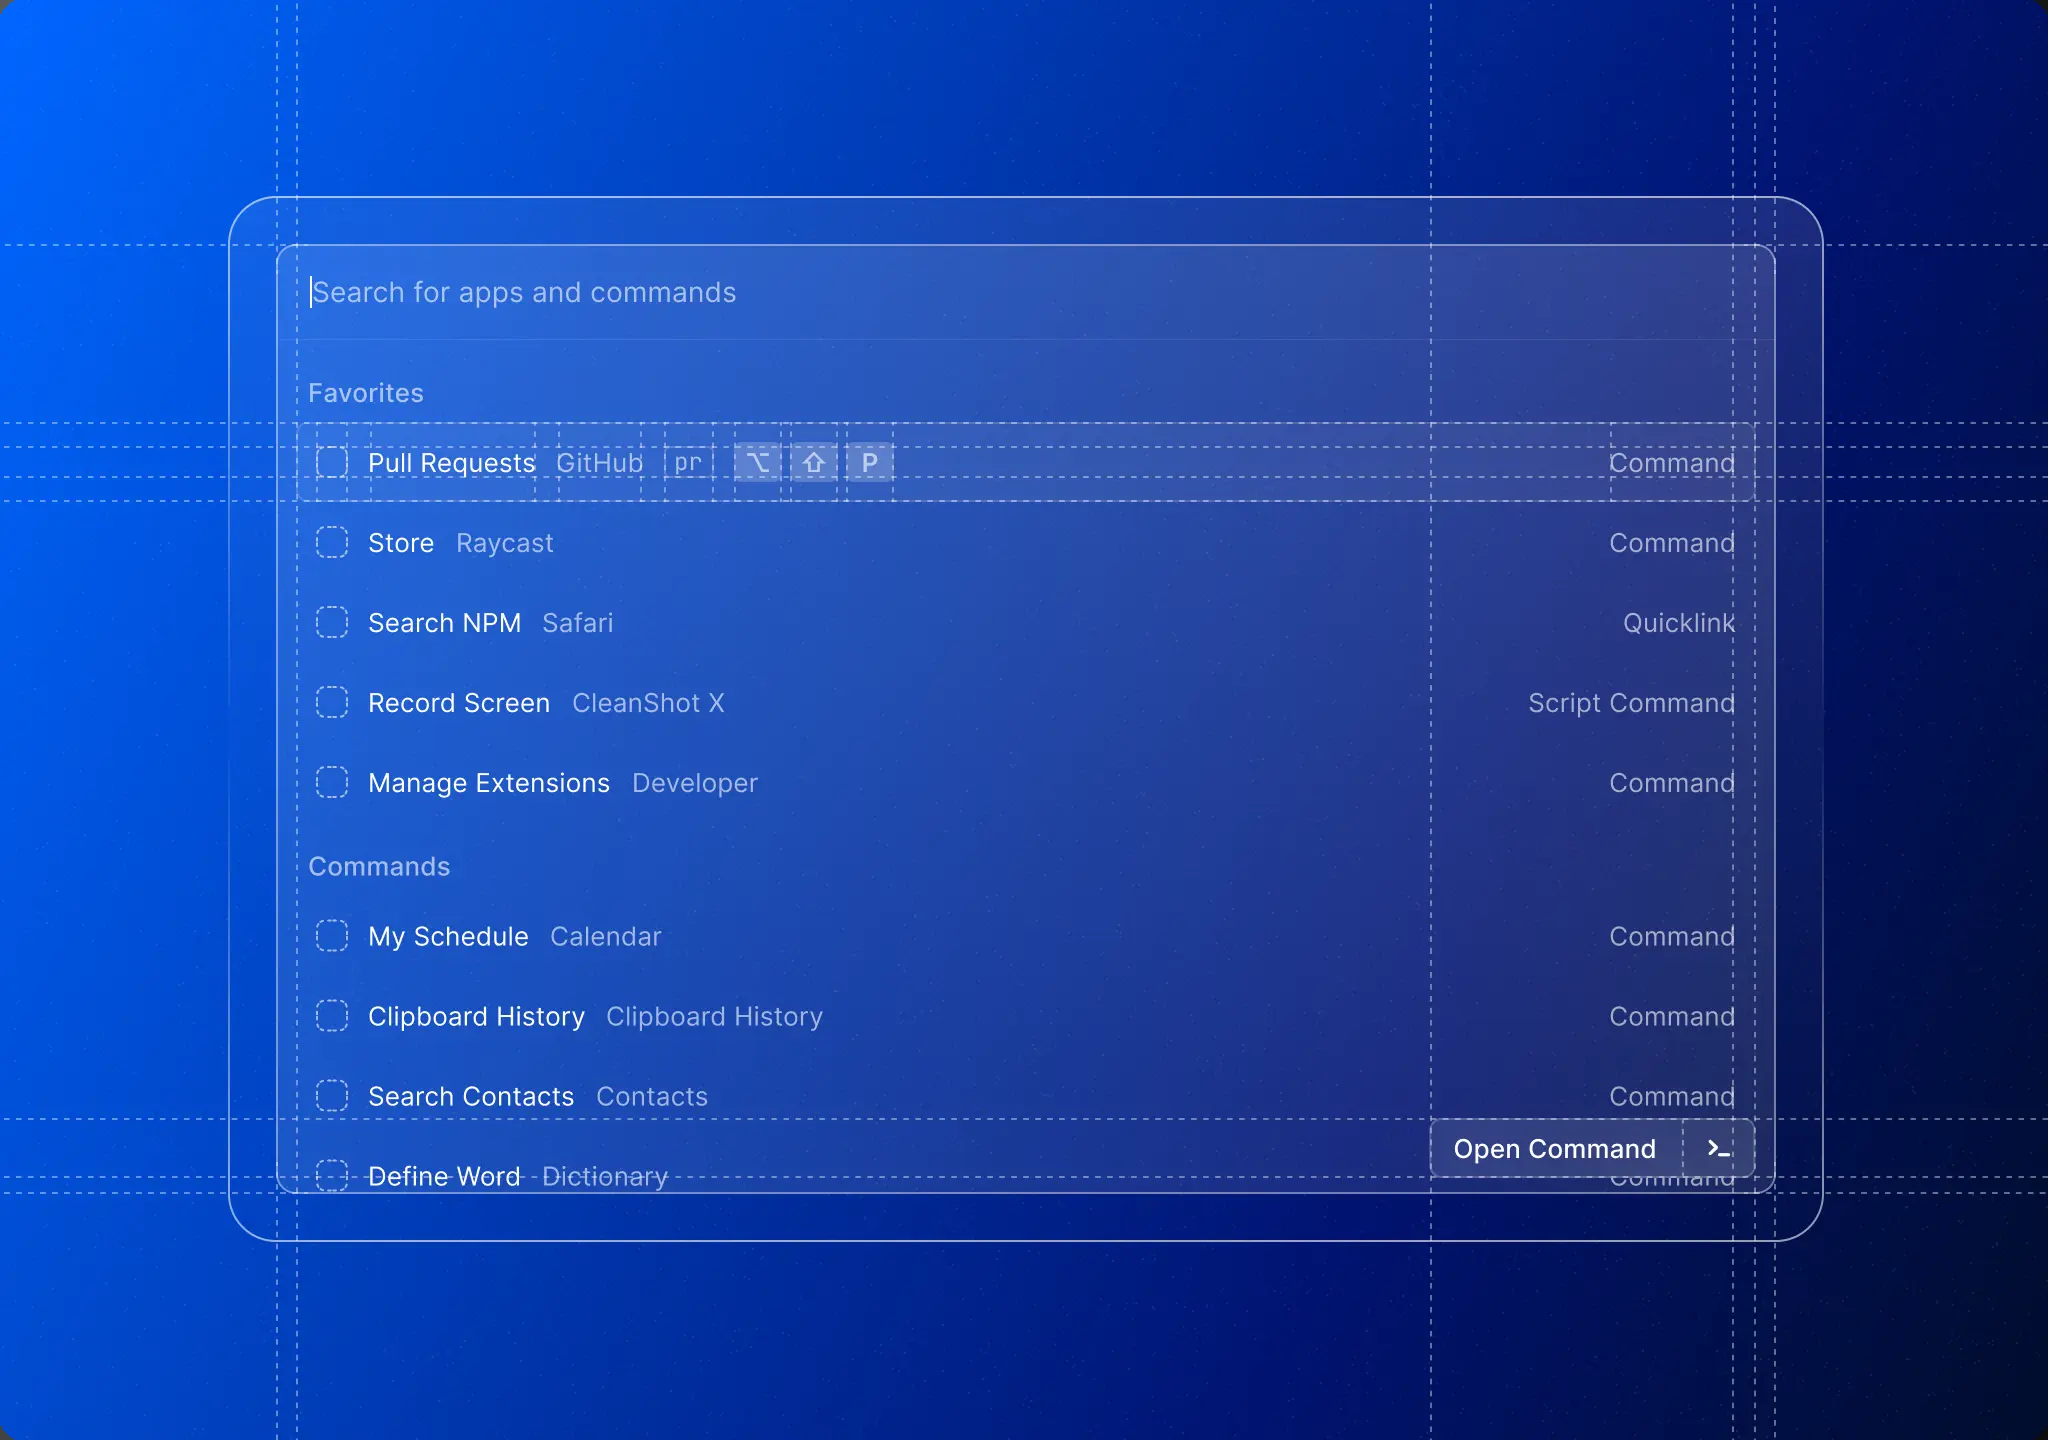 Search for apps and commands
Favorites
Pull Requests GitHub pr ⌥ ⇧ P Command
Store Raycast Command
Search NPM Safari Quicklink
Record Screen CleanShot X Script Command
Manage Extensions Developer Command
Commands
My Schedule Calendar Command
Clipboard History Clipboard History Command
Search Contacts Contacts Command
Open Command >_
Define Word Dictionary Command